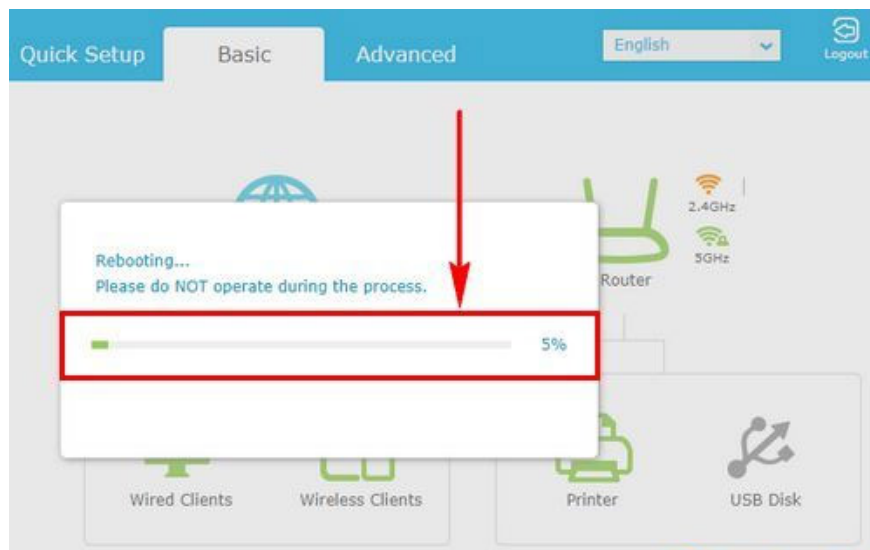 Quick Setup
Basic
Advanced
English
Logout
2.4GHz
5GHz
Router
Rebooting...
Please do NOT operate during the process.
5%
Wired Clients
Wireless Clients
Printer
USB Disk